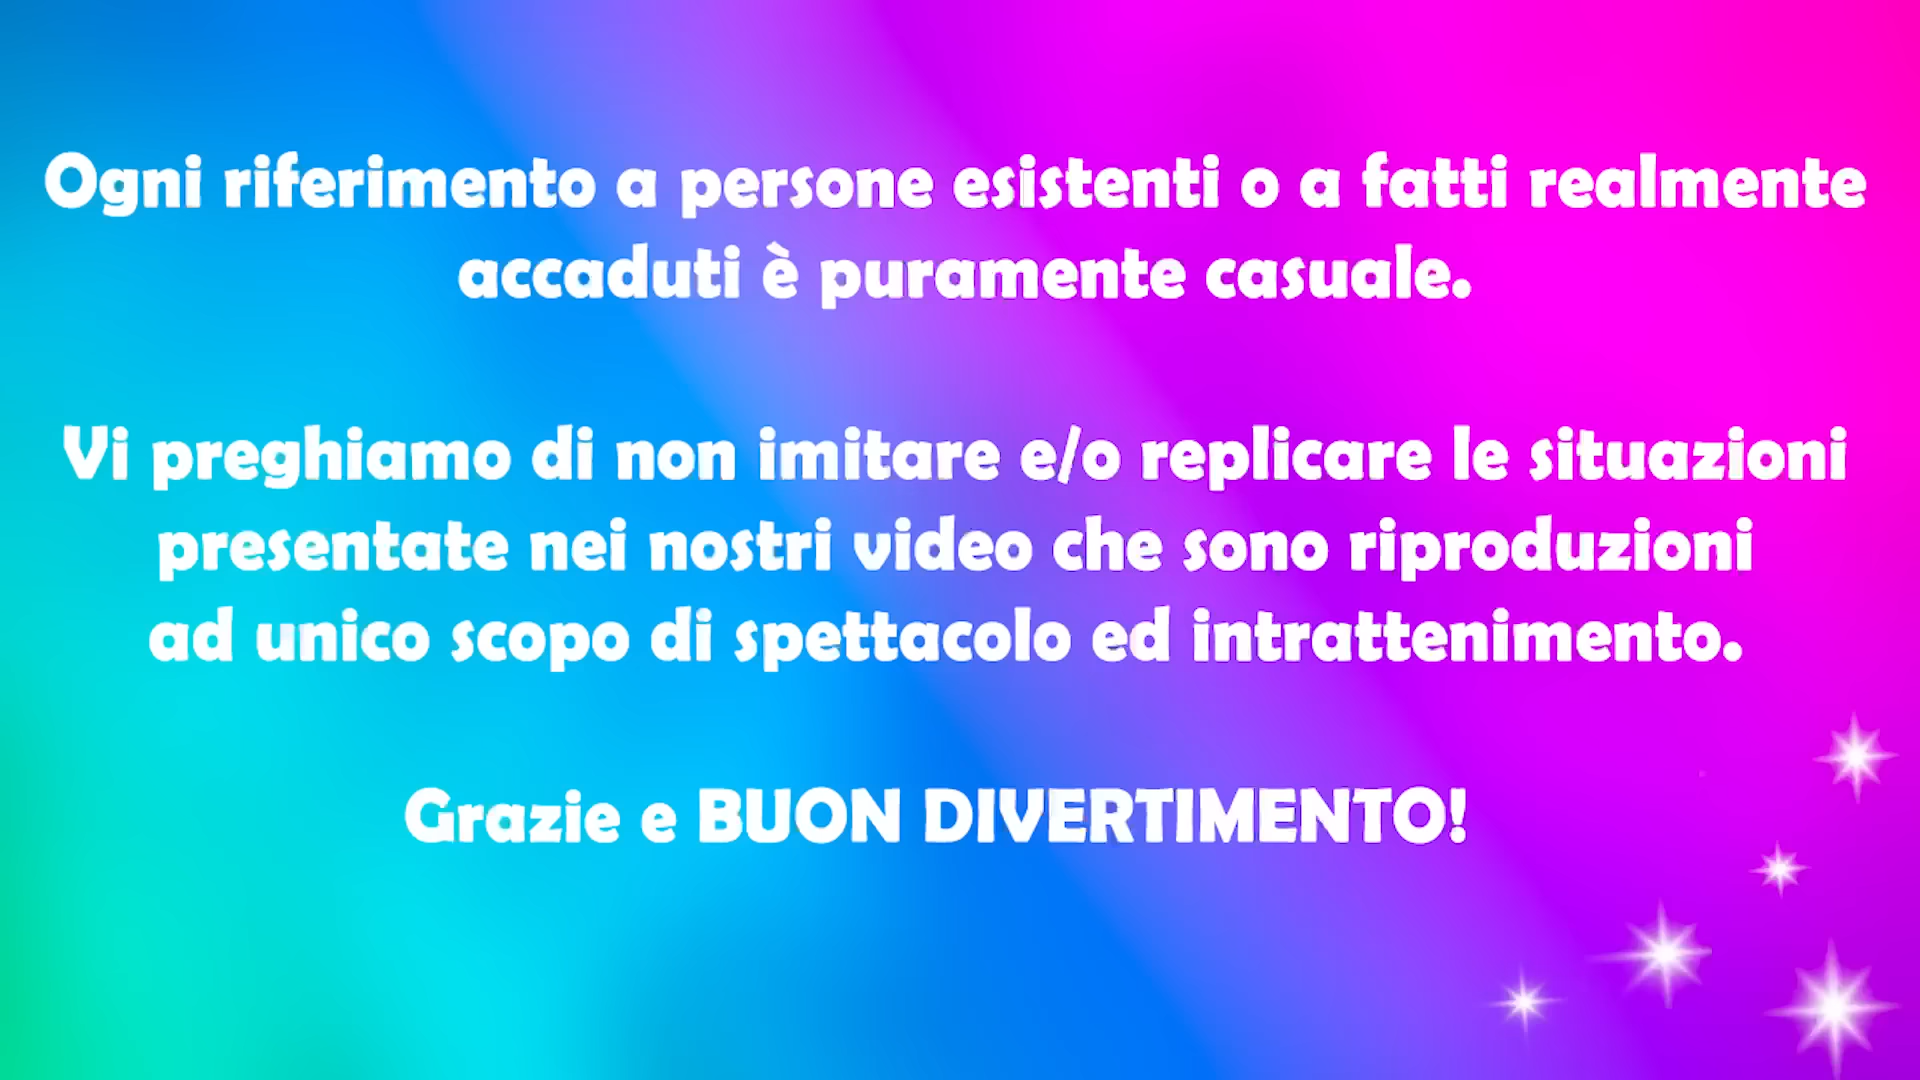 Ogni riferimento a persone esistenti o a fatti realmente
accaduti è puramente casuale.
Vi preghiamo di non imitare e/o replicare le situazioni
presentate nei nostri video che sono riproduzioni
ad unico scopo di spettacolo ed intrattenimento.
Grazie e BUON DIVERTIMENTO!